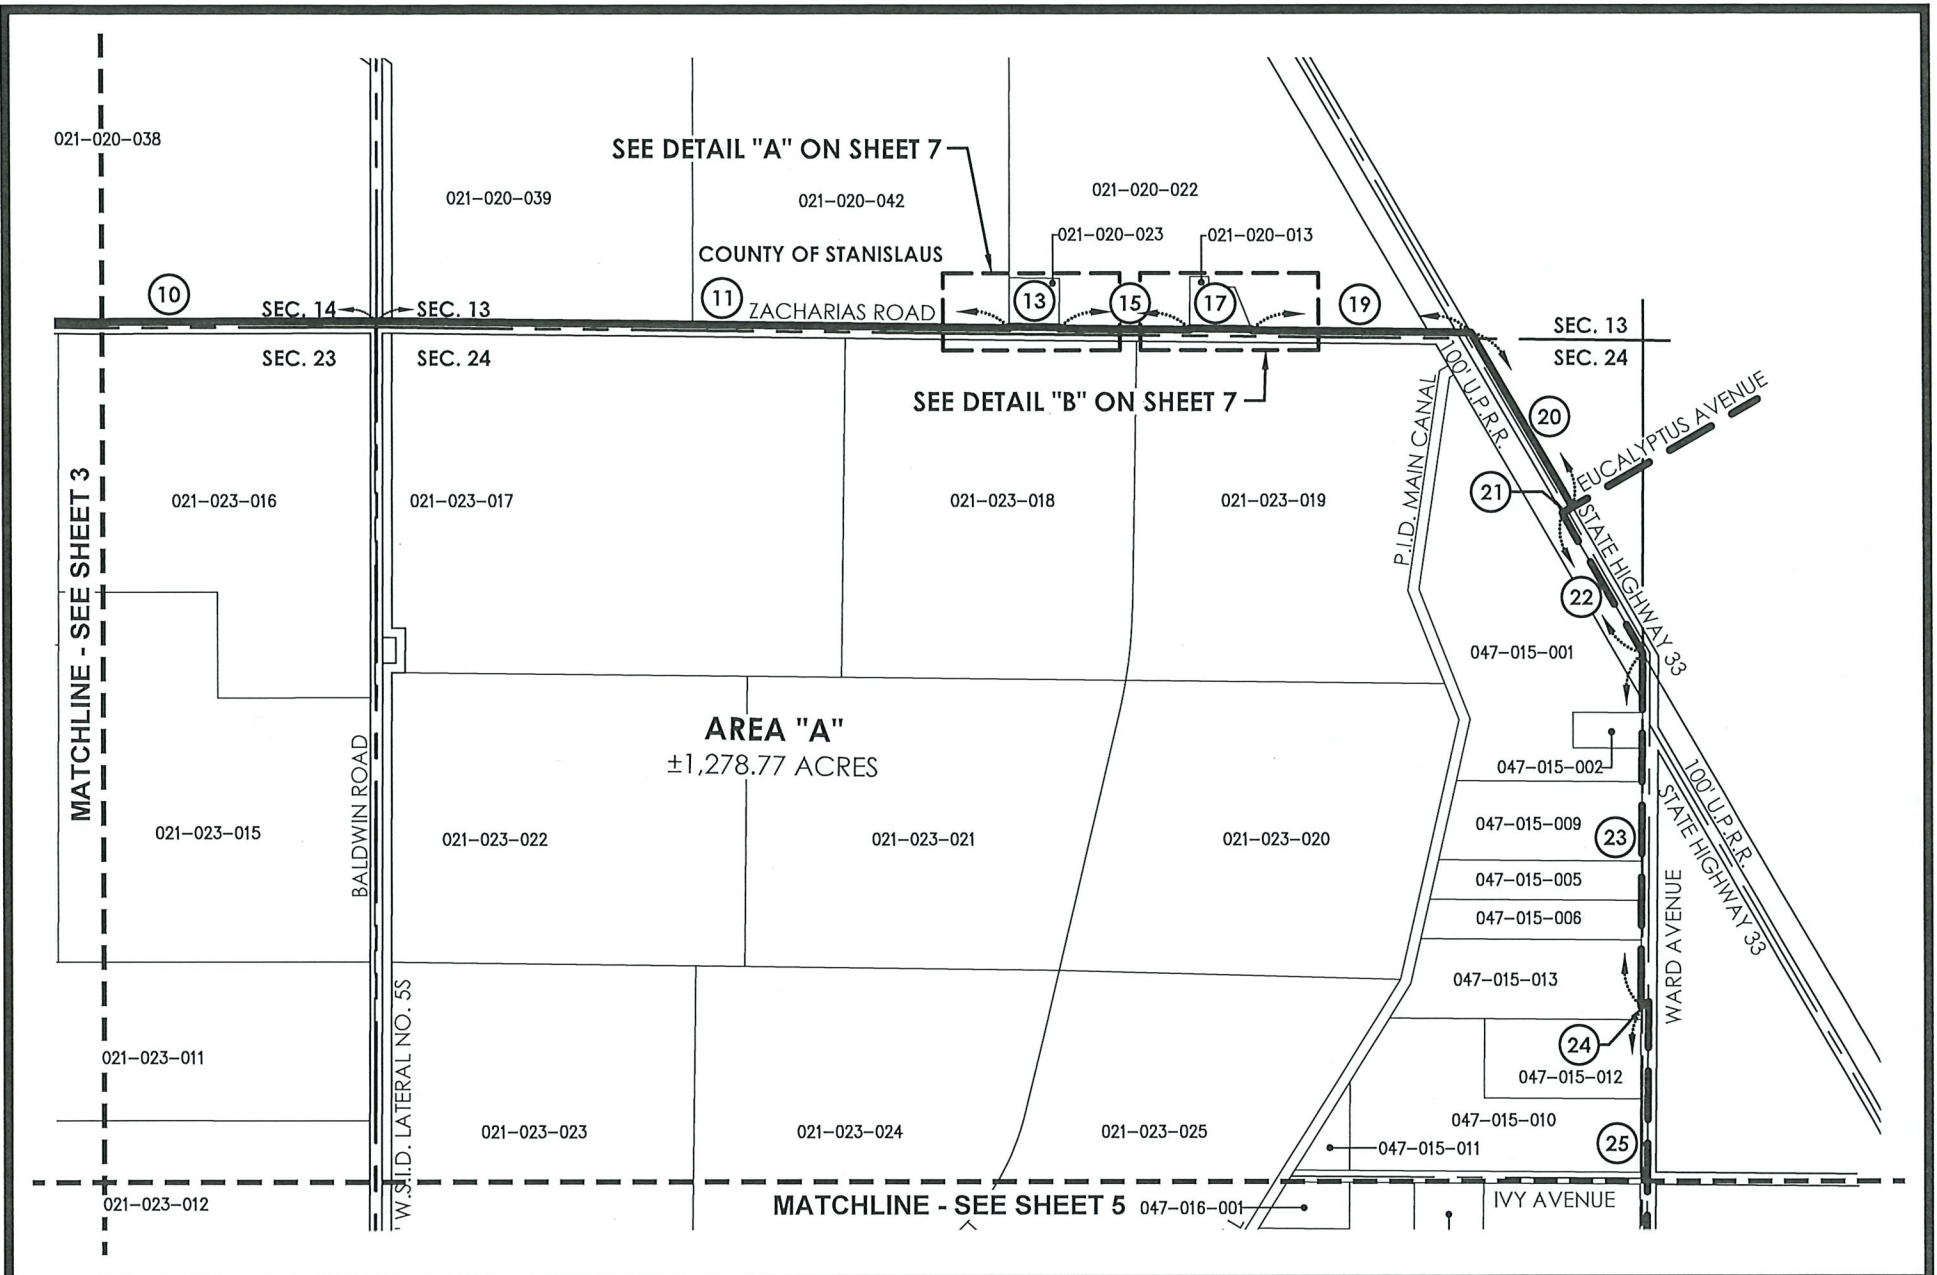 021-020-038
SEE DETAIL "A" ON SHEET 7
021-020-039
021-020-042
021-020-022
021-020-023
021-020-013
COUNTY OF STANISLAUS
10
SEC. 14
SEC. 13
11
ZACHARIAS ROAD
11
13
15
17
19
SEC. 13
SEC. 23
SEC. 24
SEC. 24
SEE DETAIL "B" ON SHEET 7
100' U.P.R.R.
P.I.D. MAIN CANAL
20
EUCALYPTUS AVENUE
21
STATE HIGHWAY 33
22
MATCHLINE - SEE SHEET 3
021-023-016
021-023-017
021-023-018
021-023-019
047-015-001
AREA "A"
±1,278.77 ACRES
047-015-002
BALDWIN ROAD
021-023-015
021-023-022
021-023-021
021-023-020
047-015-009
23
100' U.P.R.R.
STATE HIGHWAY 33
047-015-005
047-015-006
WARD AVENUE
047-015-013
W.S.I.D. LATERAL NO. 5S
24
021-023-011
047-015-012
021-023-023
021-023-024
021-023-025
047-015-010
047-015-011
25
021-023-012
MATCHLINE - SEE SHEET 5
047-016-001
IVY AVENUE